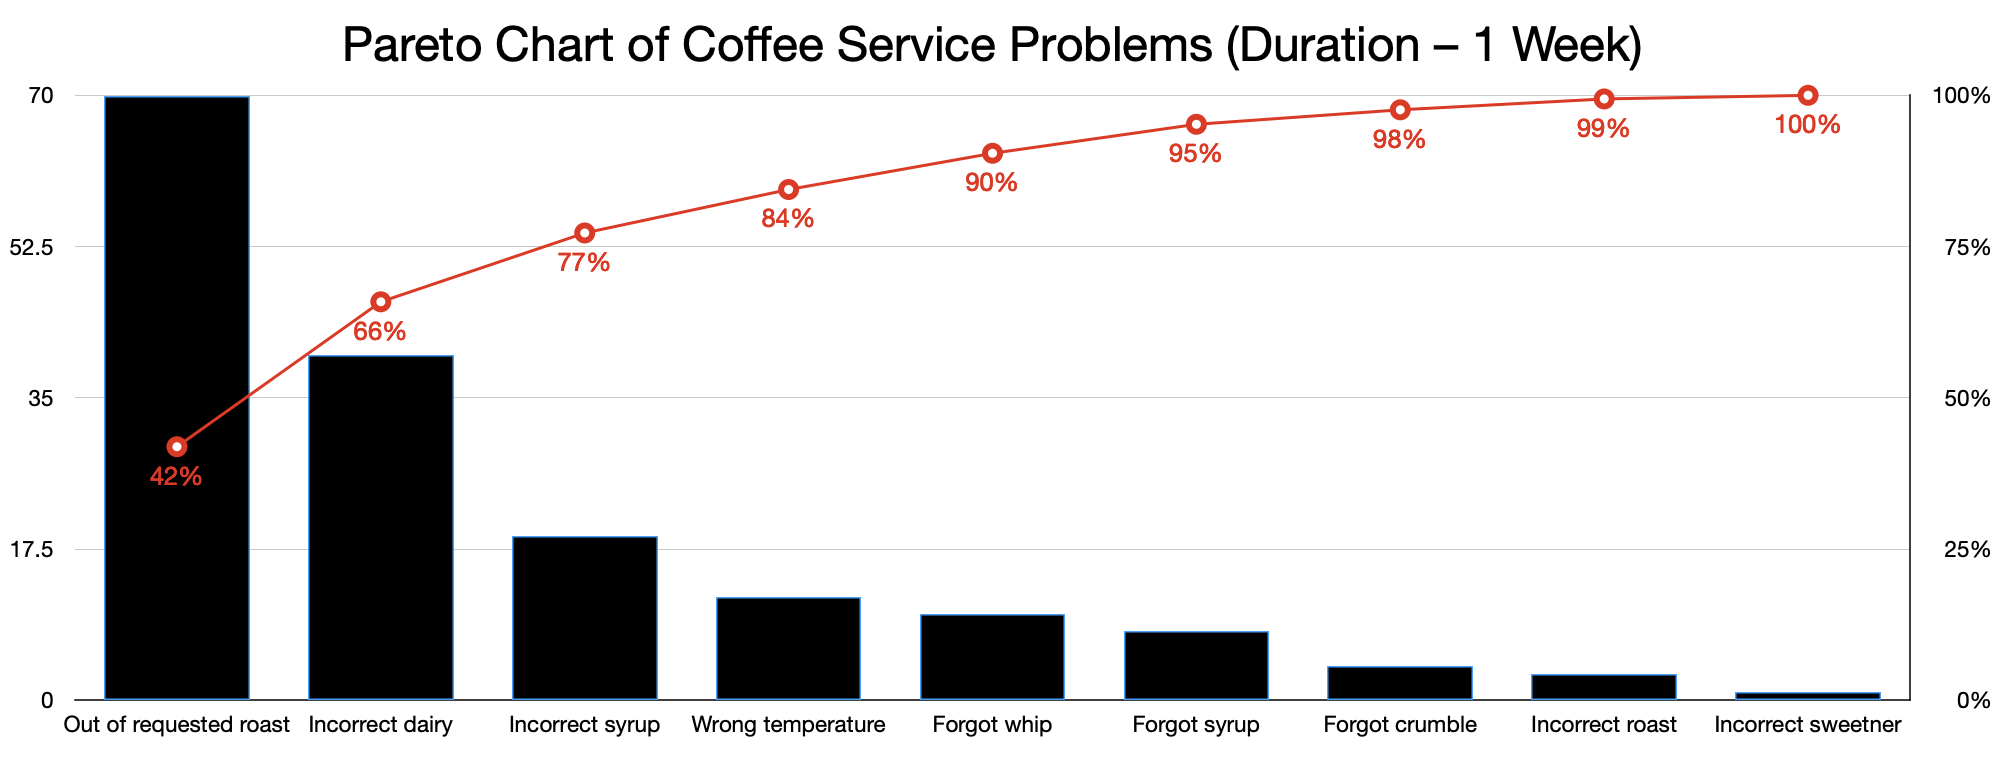 Pareto Chart of Coffee Service Problems (Duration – 1 Week)
70
52.5
35
17.5
0
100%
75%
50%
25%
0%
42%
66%
77%
84%
90%
95%
98%
99%
100%
Out of requested roast
Incorrect dairy
Incorrect syrup
Wrong temperature
Forgot whip
Forgot syrup
Forgot crumble
Incorrect roast
Incorrect sweetner